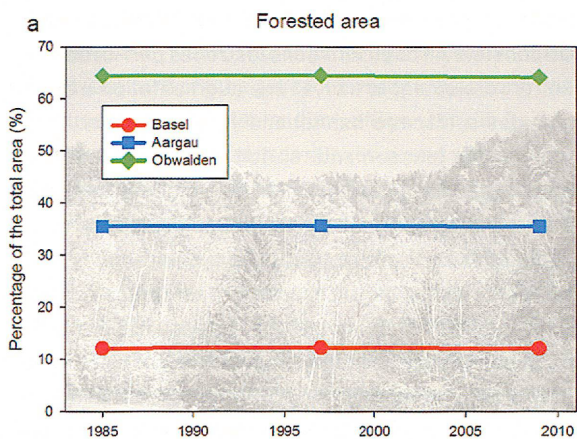 a
Forested area
Percentage of the total area (%)
70
60
50
40
30
20
10
0
Basel
Aargau
Obwalden
1985
1990
1995
2000
2005
2010